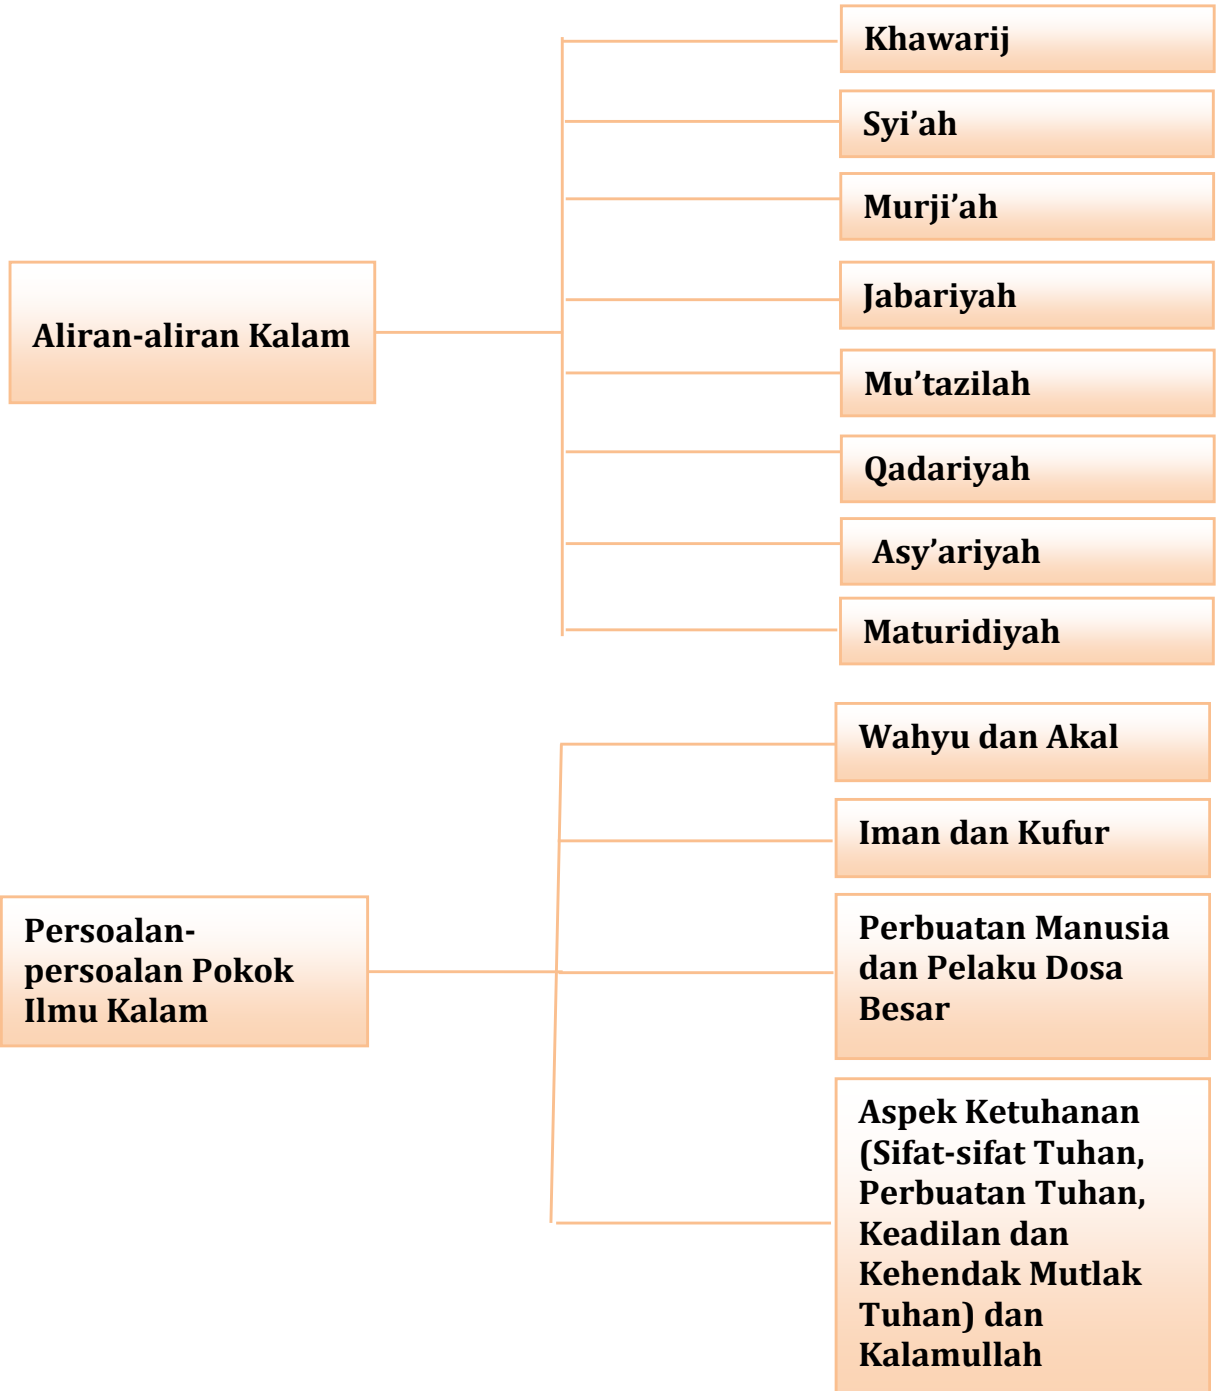 Khawarij
Syi’ah
Murji’ah
Jabariyah
Aliran-aliran Kalam
Mu’tazilah
Qadariyah
Asy’ariyah
Maturidiyah
Wahyu dan Akal
Iman dan Kufur
Persoalan-
persoalan Pokok
Ilmu Kalam
Perbuatan Manusia
dan Pelaku Dosa
Besar
Aspek Ketuhanan
(Sifat-sifat Tuhan,
Perbuatan Tuhan,
Keadilan dan
Kehendak Mutlak
Tuhan) dan
Kalamullah